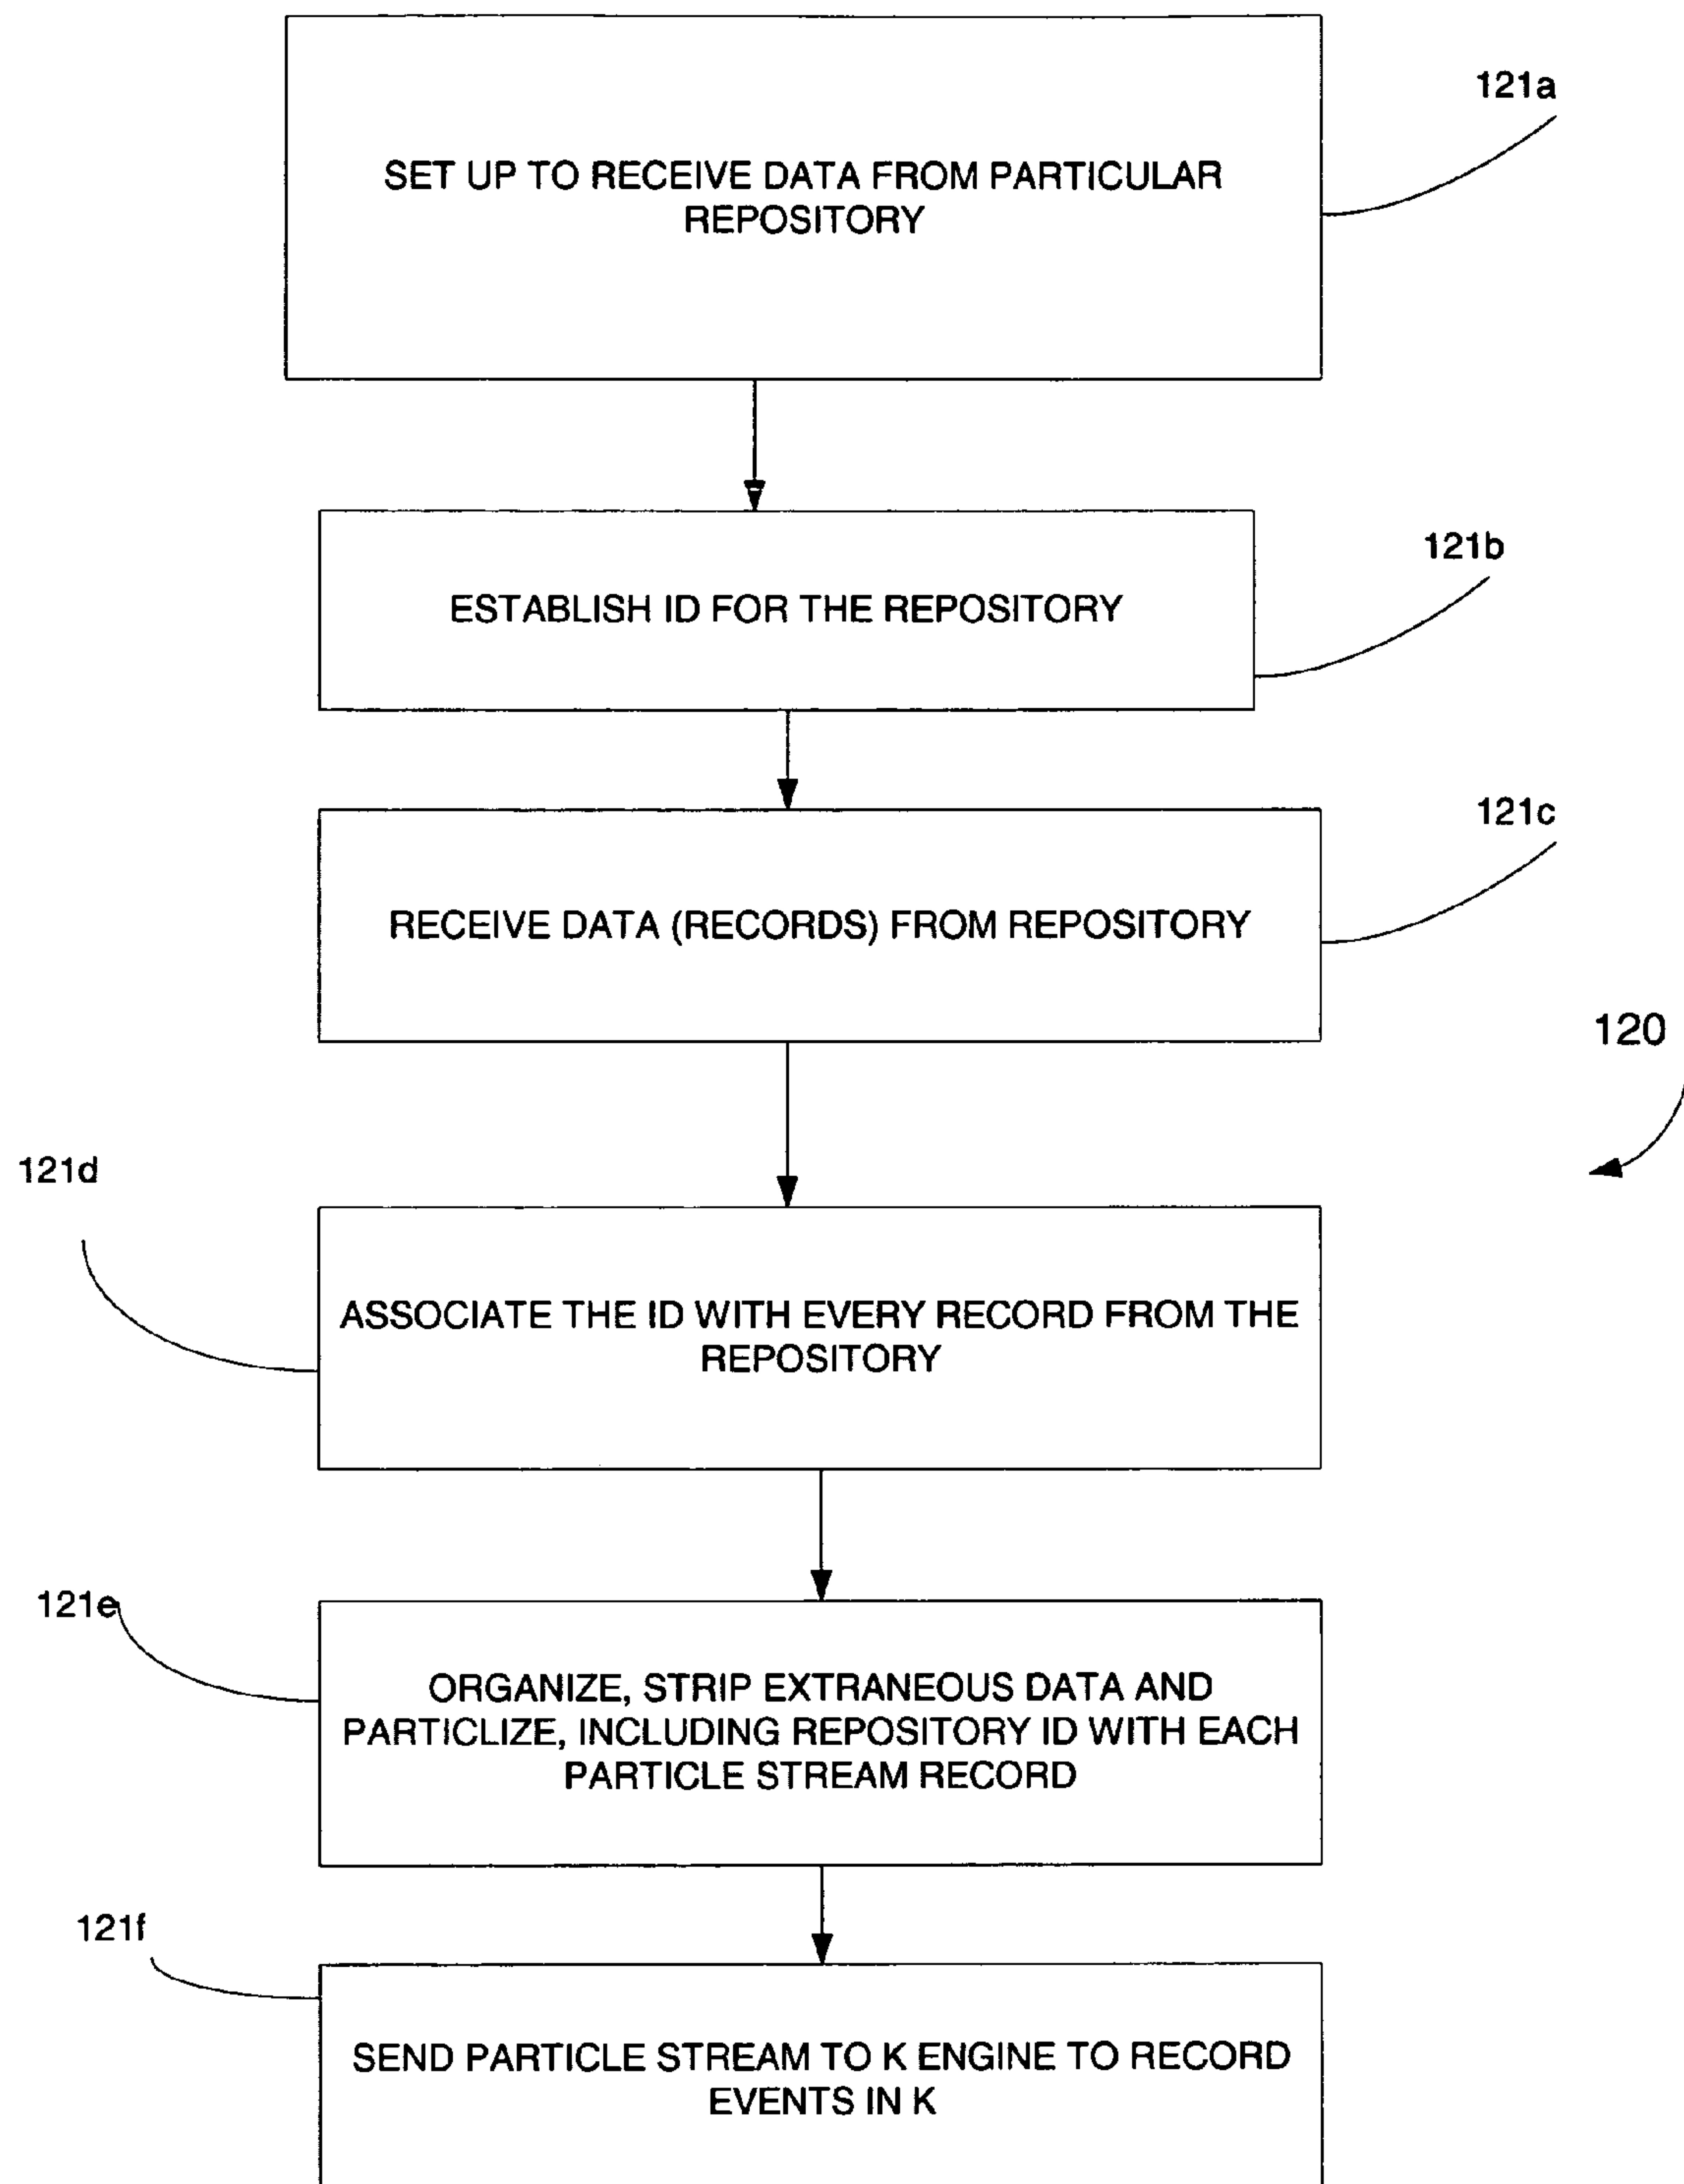 121a
SET UP TO RECEIVE DATA FROM PARTICULAR
REPOSITORY
121b
ESTABLISH ID FOR THE REPOSITORY
121c
RECEIVE DATA (RECORDS) FROM REPOSITORY
120
121d
ASSOCIATE THE ID WITH EVERY RECORD FROM THE
REPOSITORY
121e
ORGANIZE, STRIP EXTRANEOUS DATA AND
PARTICLIZE, INCLUDING REPOSITORY ID WITH EACH
PARTICLE STREAM RECORD
121f
SEND PARTICLE STREAM TO K ENGINE TO RECORD
EVENTS IN K